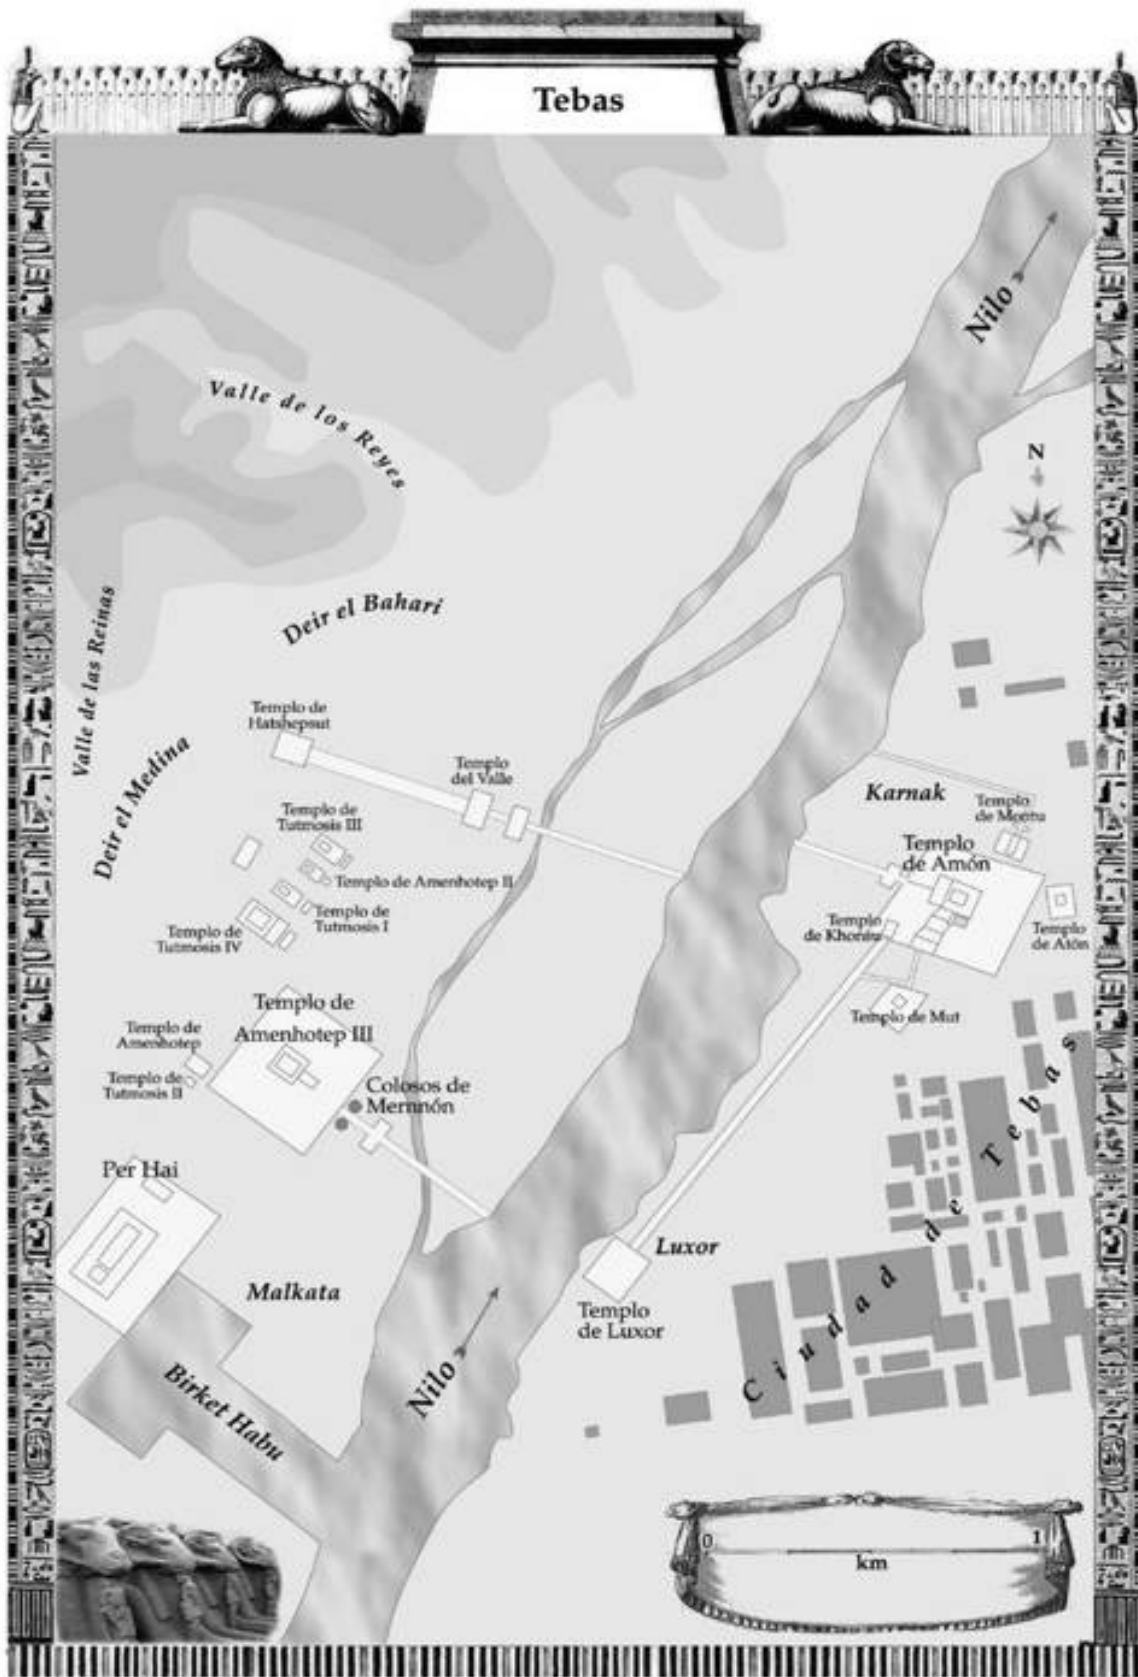 Tebas
Nilo
Valle de los Reyes
N
Deir el Bahari
Valle de las Reinas
Templo de
Hatshepsut
Deir el Medina
Templo
del Valle
Karnak
Templo
de Montu
Templo de
Tutmosis III
Templo
de Amón
Templo de Amenhotep II
Templo de
Tutmosis I
Templo de
Tutmosis IV
Templo
de Khonsu
Templo
de Atón
Templo de
Amenhotep III
Templo de Mut
Templo de
Amenhotep
Templo de
Tutmosis II
Colosos de
Memnón
Per Hai
Ciudad de Tebas
Luxor
Malkata
Templo
de Luxor
Nilo
Birket Habu
0 1
km